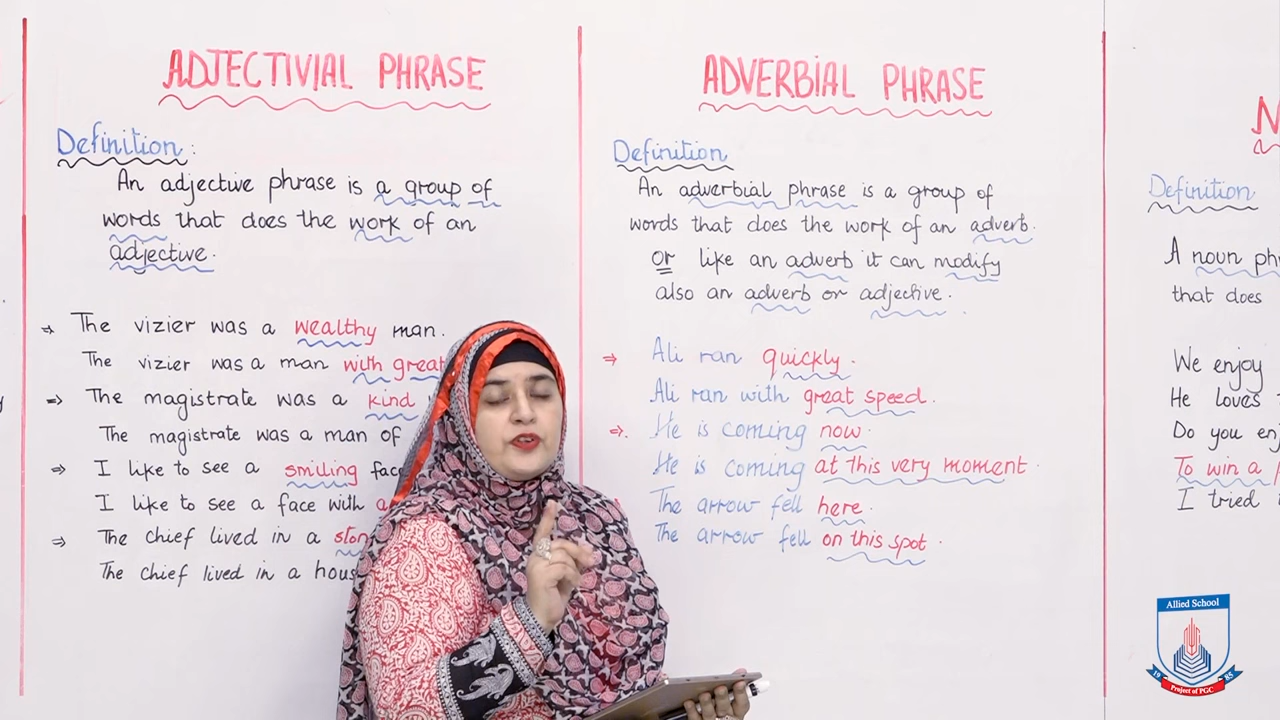 ADJECTIVIAL PHRASE
Definition:
An adjective phrase is a group of
words that does the work of an
adjective.
⇒ The vizier was a wealthy man.
The vizier was a man with great
⇒ The magistrate was a kind
The magistrate was a man of
⇒ I like to see a smiling face
I like to see a face with a
⇒ The chief lived in a
The chief lived in a
ADVERBIAL PHRASE
Definition
An adverbial phrase is a group of
words that does the work of an adverb.
or like an adverb it can modify
also an adverb or adjective.
⇒ Ali ran quickly.
Ali ran with great speed.
⇒. He is coming now.
He is coming at this very moment.
The arrow fell here.
The arrow fell on this spot.
N
Definition
A noun
that does
We enjoy
He loves
Do you
To win a
I tried
Allied School
19 85
Project of PGC